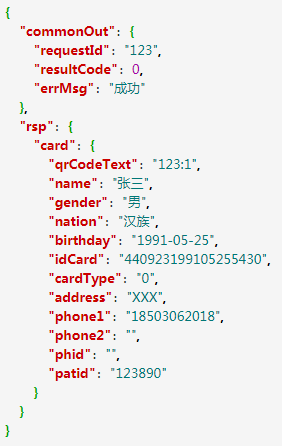 {
"commonOut": {
"requestId": "123",
"resultCode": 0,
"errMsg": "成功"
},
"rsp": {
"card": {
"qrCodeText": "123:1",
"name": "张三",
"gender": "男",
"nation": "汉族",
"birthday": "1991-05-25",
"idCard": "440923199105255430",
"cardType": "0",
"address": "XXX",
"phone1": "18503062018",
"phone2": "",
"phid": "",
"patid": "123890"
}
}
}